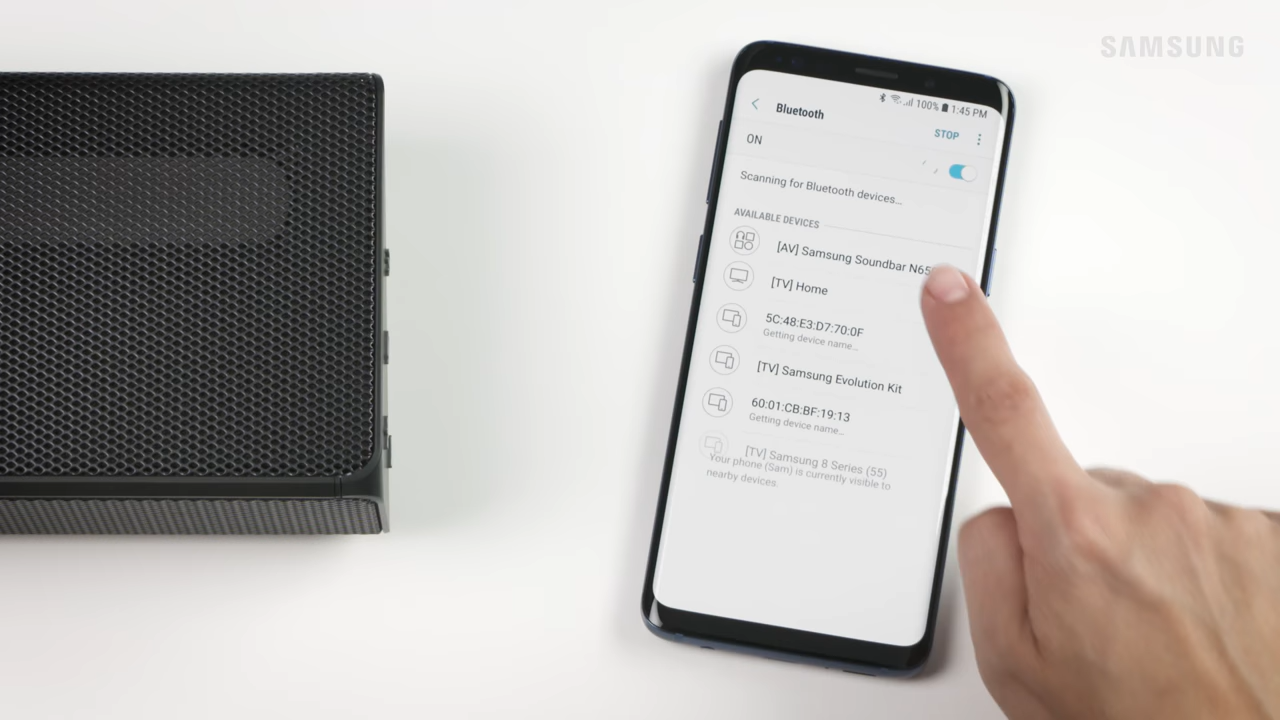 SAMSUNG
100% 1:45 PM
Bluetooth
STOP
ON
Scanning for Bluetooth devices...
AVAILABLE DEVICES
[AV] Samsung Soundbar
[TV] Home
5C:48:E3:D7:70:0F
Getting device name...
[TV] Samsung Evolution Kit
60:01:CB:BF:19:13
Getting device name...
[TV] Samsung 8 Series (55)
Your phone (Sam) is currently visible to
nearby devices.